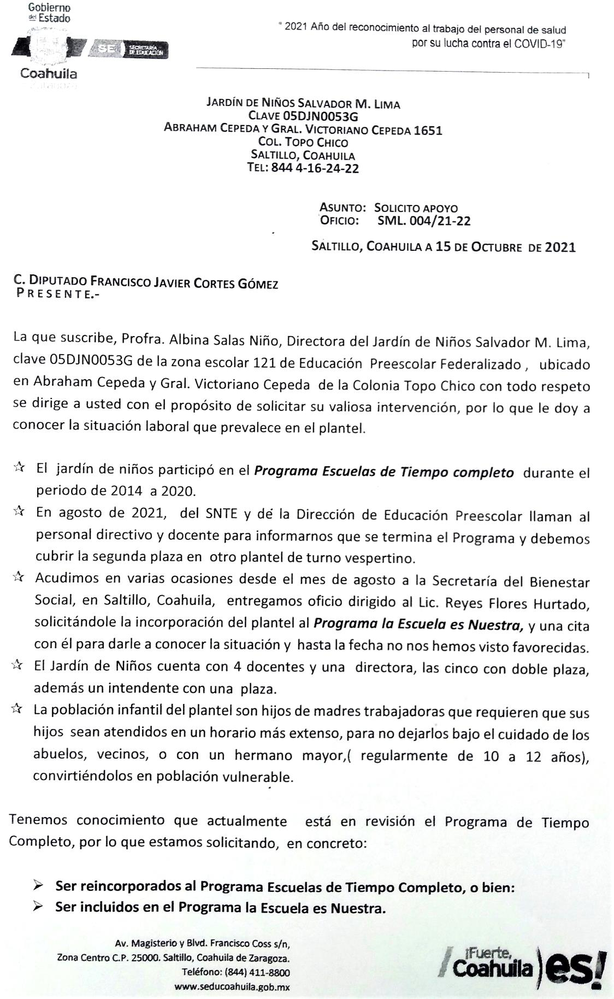 Gobierno
del Estado
SE SECRETARÍA
DE EDUCACIÓN
Coahuila
Zaragoza
" 2021 Año del reconocimiento al trabajo del personal de salud
por su lucha contra el COVID-19"
JARDÍN DE NIÑOS SALVADOR M. LIMA
CLAVE 05DJN0053G
ABRAHAM CEPEDA Y GRAL. VICTORIANO CEPEDA 1651
COL. TOPO CHICO
SALTILLO, COAHUILA
TEL: 844 4-16-24-22
ASUNTO: SOLICITO APOYO
OFICIO: SML. 004/21-22
SALTILLO, COAHUILA A 15 DE OCTUBRE DE 2021
C. DIPUTADO FRANCISCO JAVIER CORTES GÓMEZ
P R E S E N T E.-
La que suscribe, Profra. Albina Salas Niño, Directora del Jardín de Niños Salvador M. Lima,
clave 05DJN0053G de la zona escolar 121 de Educación Preescolar Federalizado , ubicado
en Abraham Cepeda y Gral. Victoriano Cepeda de la Colonia Topo Chico con todo respeto
se dirige a usted con el propósito de solicitar su valiosa intervención, por lo que le doy a
conocer la situación laboral que prevalece en el plantel.
☆ El jardín de niños participó en el Programa Escuelas de Tiempo completo durante el
periodo de 2014 a 2020.
☆ En agosto de 2021, del SNTE y de la Dirección de Educación Preescolar llaman al
personal directivo y docente para informarnos que se termina el Programa y debemos
cubrir la segunda plaza en otro plantel de turno vespertino.
☆ Acudimos en varias ocasiones desde el mes de agosto a la Secretaría del Bienestar
Social, en Saltillo, Coahuila, entregamos oficio dirigido al Lic. Reyes Flores Hurtado,
solicitándole la incorporación del plantel al Programa la Escuela es Nuestra, y una cita
con él para darle a conocer la situación y hasta la fecha no nos hemos visto favorecidas.
☆ El Jardín de Niños cuenta con 4 docentes y una directora, las cinco con doble plaza,
además un intendente con una plaza.
☆ La población infantil del plantel son hijos de madres trabajadoras que requieren que sus
hijos sean atendidos en un horario más extenso, para no dejarlos bajo el cuidado de los
abuelos, vecinos, o con un hermano mayor,( regularmente de 10 a 12 años),
convirtiéndolos en población vulnerable.
Tenemos conocimiento que actualmente está en revisión el Programa de Tiempo
Completo, por lo que estamos solicitando, en concreto:
➢ Ser reincorporados al Programa Escuelas de Tiempo Completo, o bien:
➢ Ser incluidos en el Programa la Escuela es Nuestra.
Av. Magisterio y Blvd. Francisco Coss s/n,
Zona Centro C.P. 25000. Saltillo, Coahuila de Zaragoza.
Teléfono: (844) 411-8800
www.seducoahuila.gob.mx
¡Fuerte,
Coahuila es!